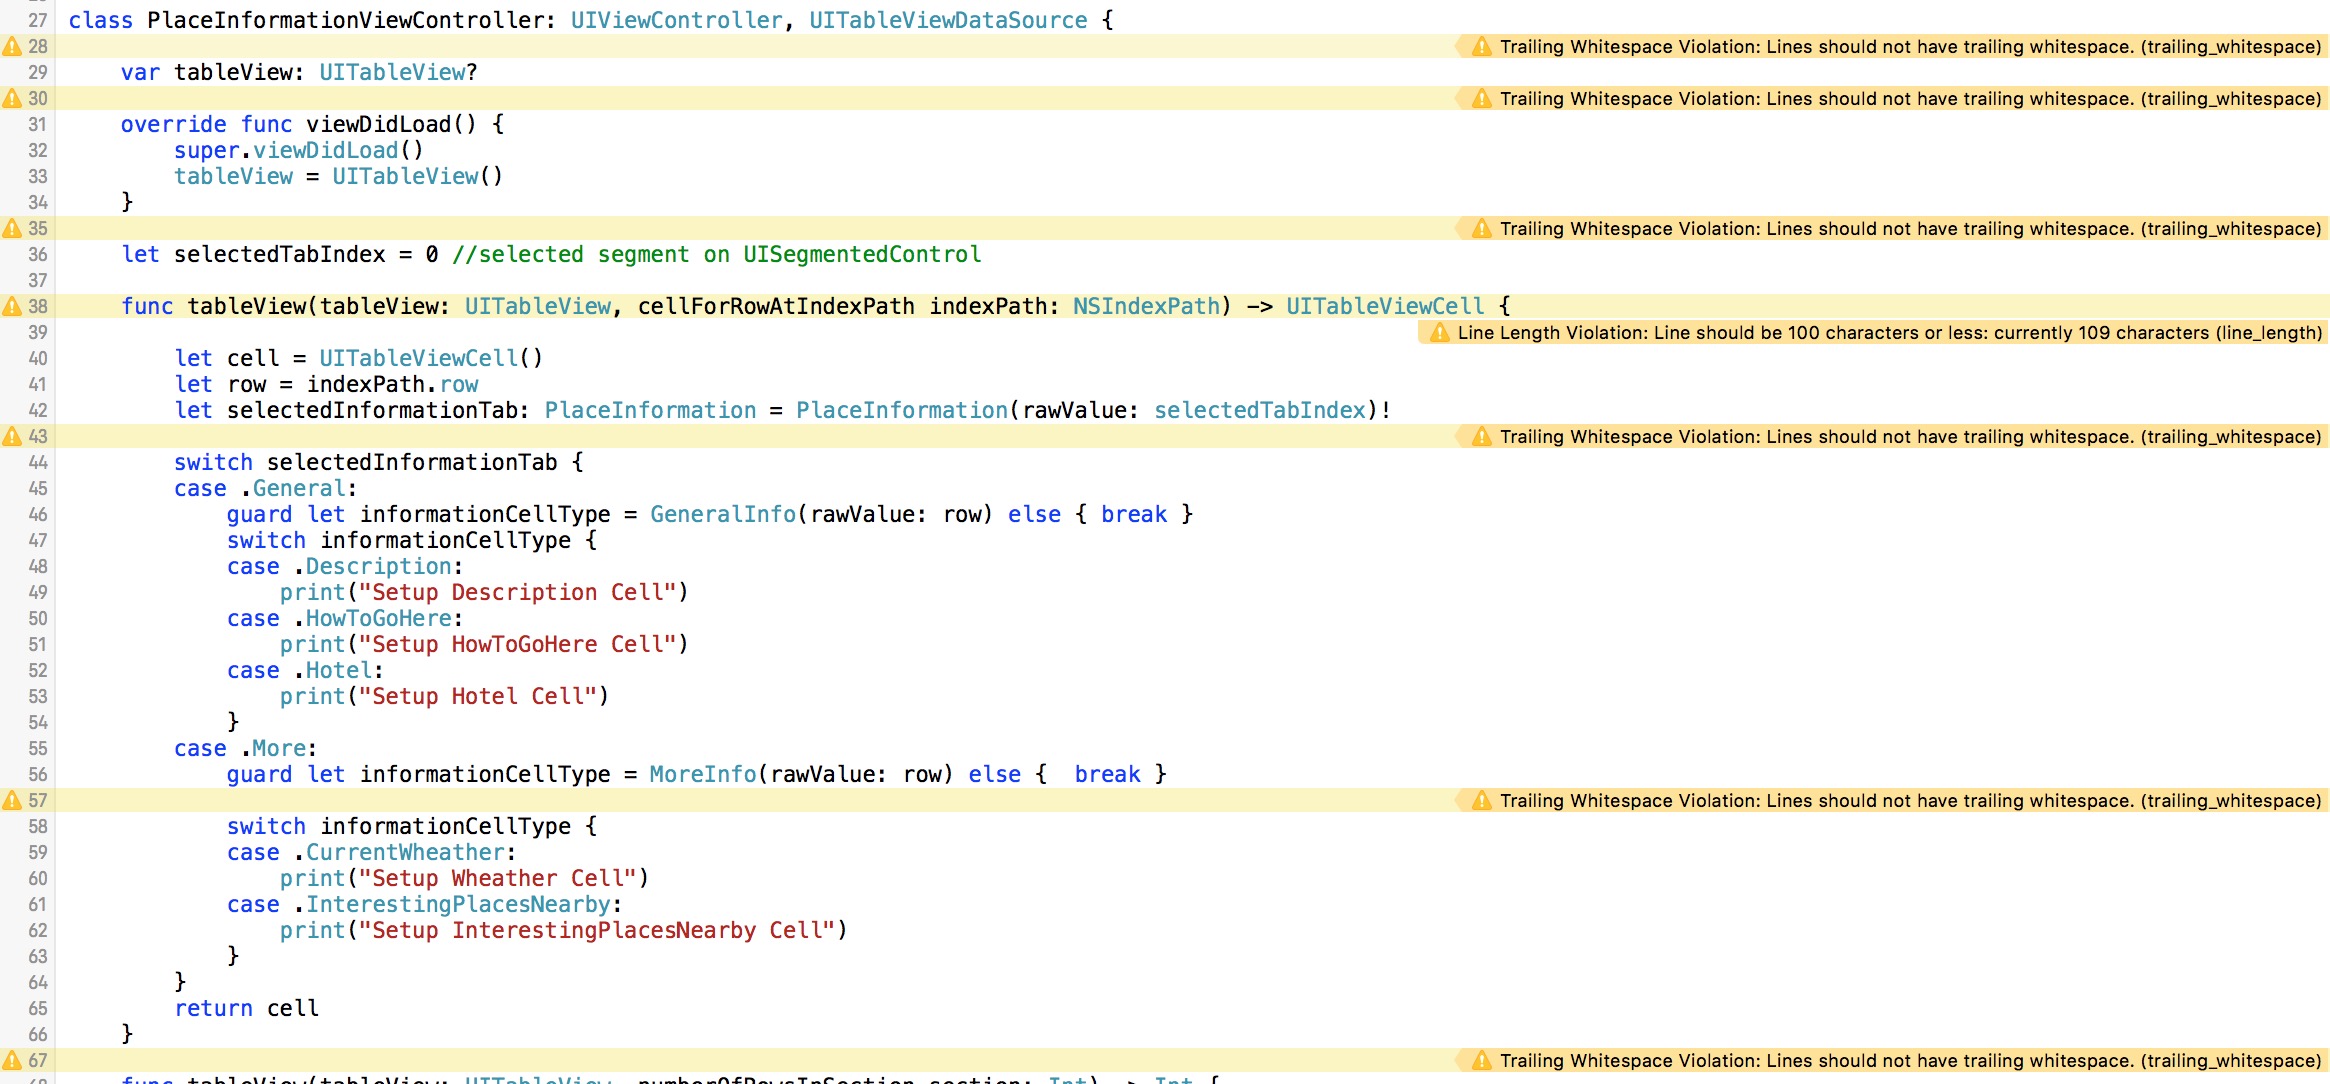 27 class PlaceInformationViewController: UIViewController, UITableViewDataSource {
28 Trailing Whitespace Violation: Lines should not have trailing whitespace. (trailing_whitespace)
29 var tableView: UITableView?
30 Trailing Whitespace Violation: Lines should not have trailing whitespace. (trailing_whitespace)
31 override func viewDidLoad() {
32 super.viewDidLoad()
33 tableView = UITableView()
34 }
35 Trailing Whitespace Violation: Lines should not have trailing whitespace. (trailing_whitespace)
36 let selectedTabIndex = 0 //selected segment on UISegmentedControl
37
38 func tableView(tableView: UITableView, cellForRowAtIndexPath indexPath: NSIndexPath) -> UITableViewCell {
39 Line Length Violation: Line should be 100 characters or less: currently 109 characters (line_length)
40 let cell = UITableViewCell()
41 let row = indexPath.row
42 let selectedInformationTab: PlaceInformation = PlaceInformation(rawValue: selectedTabIndex)!
43 Trailing Whitespace Violation: Lines should not have trailing whitespace. (trailing_whitespace)
44 switch selectedInformationTab {
45 case .General:
46 guard let informationCellType = GeneralInfo(rawValue: row) else { break }
47 switch informationCellType {
48 case .Description:
49 print("Setup Description Cell")
50 case .HowToGoHere:
51 print("Setup HowToGoHere Cell")
52 case .Hotel:
53 print("Setup Hotel Cell")
54 }
55 case .More:
56 guard let informationCellType = MoreInfo(rawValue: row) else {  break }
57 Trailing Whitespace Violation: Lines should not have trailing whitespace. (trailing_whitespace)
58 switch informationCellType {
59 case .CurrentWheather:
60 print("Setup Wheather Cell")
61 case .InterestingPlacesNearby:
62 print("Setup InterestingPlacesNearby Cell")
63 }
64 }
65 return cell
66 }
67 Trailing Whitespace Violation: Lines should not have trailing whitespace. (trailing_whitespace)
func tableView(tableView: UITableView, numberOfRowsInSection section: Int) -> Int {